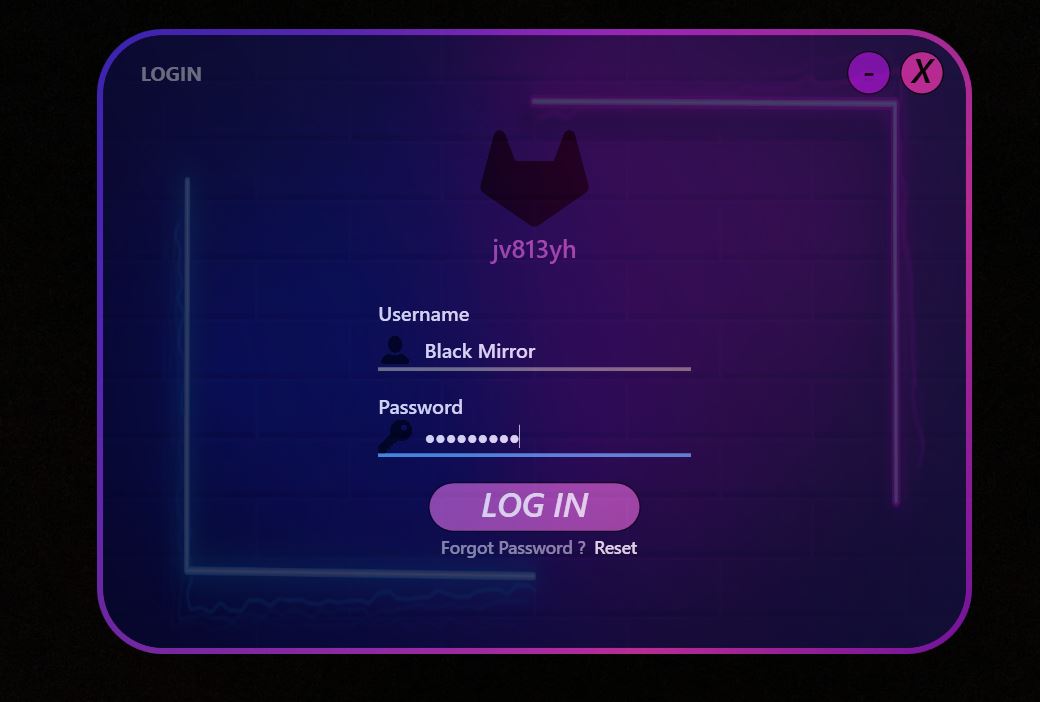 LOGIN
- X
jv813yh
Username
Black Mirror
Password
●●●●●●●●●
LOG IN
Forgot Password ? Reset